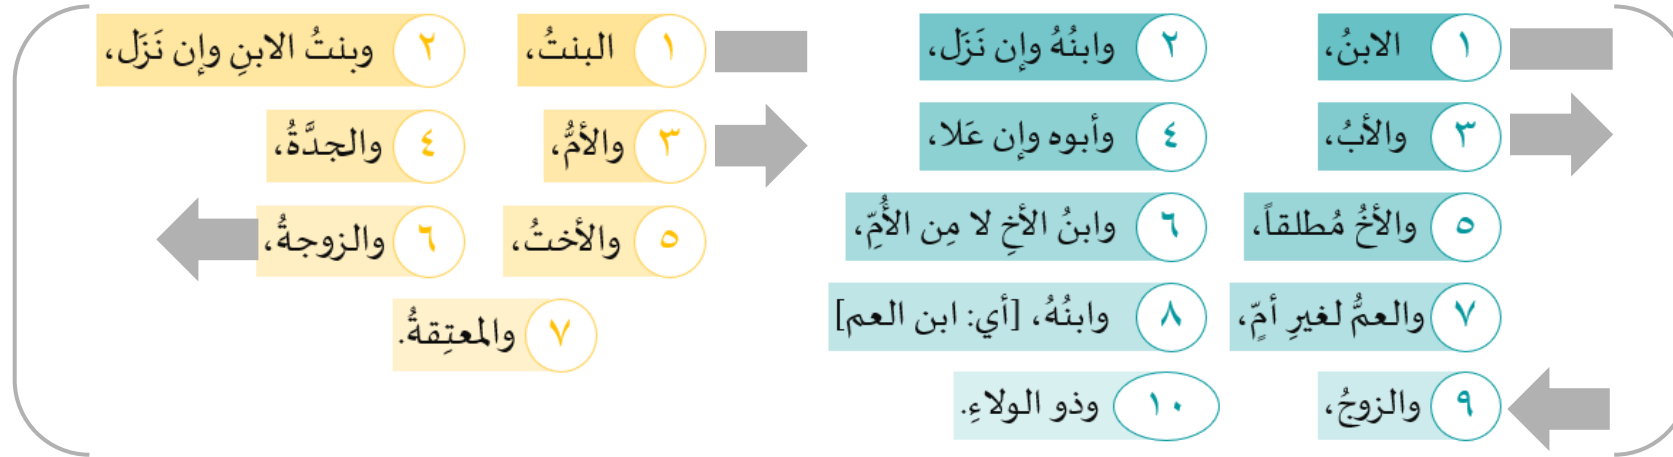 ١ الابنُ، ٢ وابنُهُ وإن نَزَل،
٣ والأبُ، ٤ وأبوه وإن عَلا،
٥ والأخُ مُطلقاً، ٦ وابنُ الأخِ لا مِن الأُمِّ،
٧ والعمُّ لغيرِ أمٍّ، ٨ وابنُهُ، [أي: ابن العم]
٩ والزوجُ، ١٠ وذو الولاءِ.
١ البنتُ، ٢ وبنتُ الابنِ وإن نَزَل،
٣ والأمُّ، ٤ والجدَّةُ،
٥ والأختُ، ٦ والزوجةُ،
٧ والمعتِقةُ.